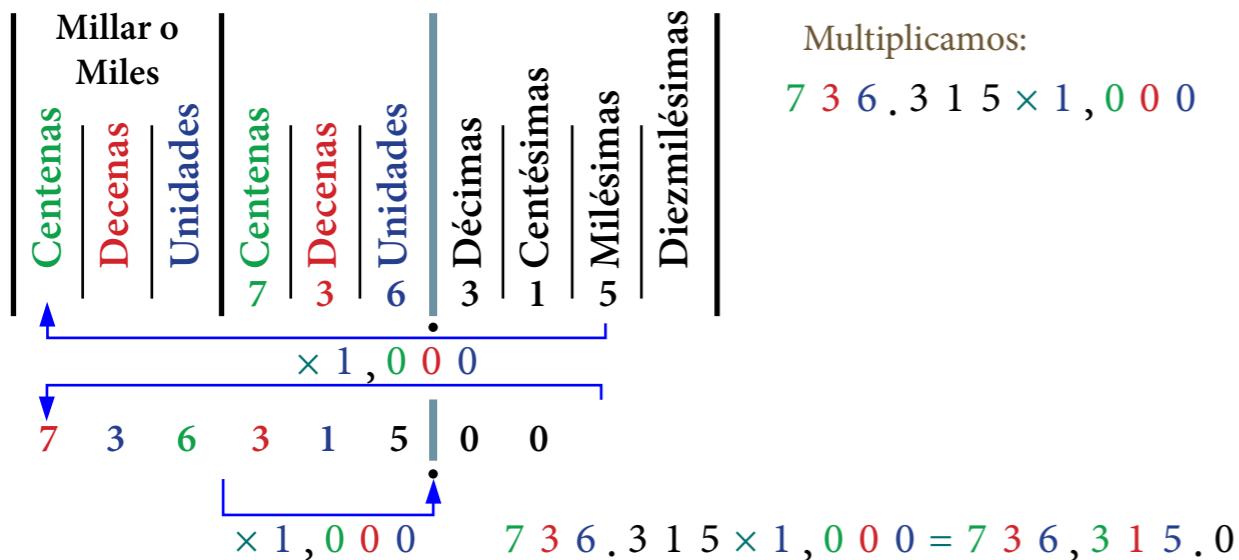 Millar o
Miles
Centenas Decenas Unidades Centenas Decenas Unidades Décimas Centésimas Milésimas Diezmilésimas
7 3 6 . 3 1 5
× 1 , 0 0 0
7 3 6 3 1 5 . 0 0
× 1 , 0 0 0
Multiplicamos:
7 3 6 . 3 1 5 × 1 , 0 0 0
7 3 6 . 3 1 5 × 1 , 0 0 0 = 7 3 6 , 3 1 5 . 0